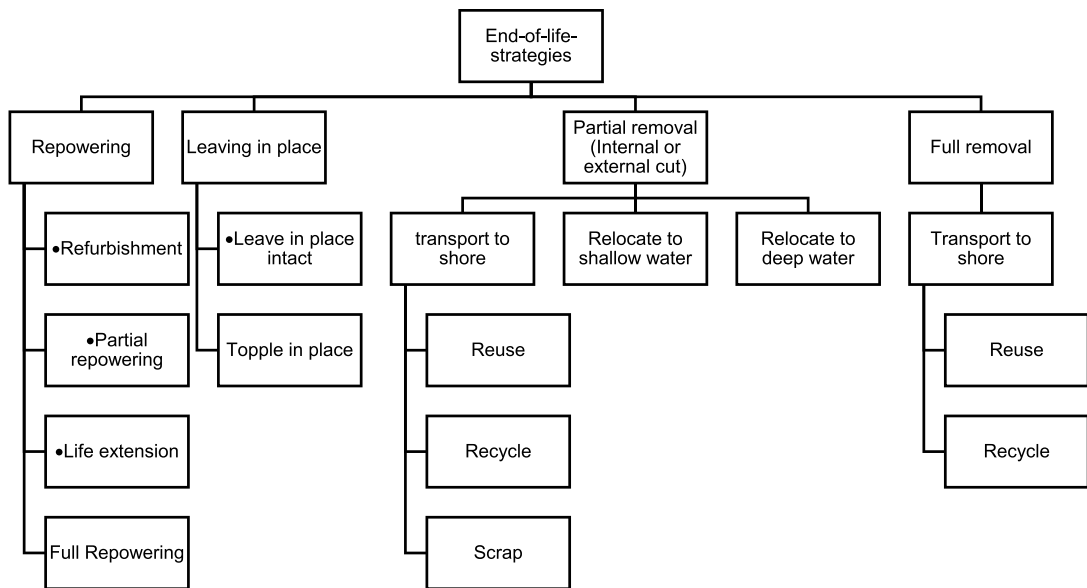 End-of-life-
strategies
Repowering
Leaving in place
Partial removal
(Internal or
external cut)
Full removal
•Refurbishment
•Leave in place
intact
transport to
shore
Relocate to
shallow water
Relocate to
deep water
Transport to
shore
•Partial
repowering
Topple in place
Reuse
Reuse
•Life extension
Recycle
Recycle
Full Repowering
Scrap